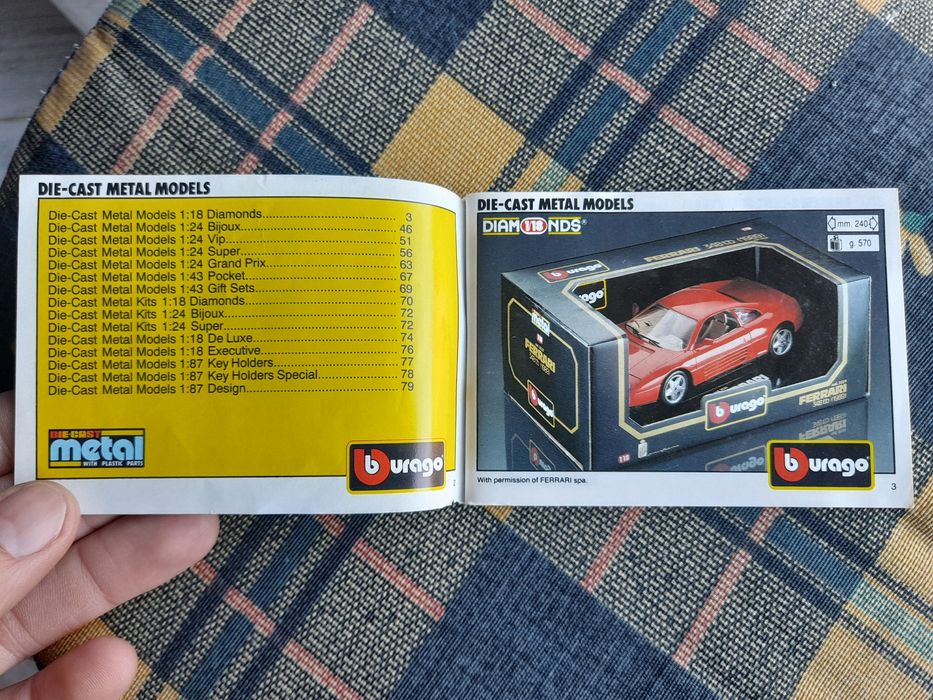 DIE-CAST METAL MODELS
Die-Cast Metal Models 1:18 Diamonds................................ 3
Die-Cast Metal Models 1:24 Bijoux...................................... 46
Die-Cast Metal Models 1:24 Vip.......................................... 51
Die-Cast Metal Models 1:24 Super...................................... 56
Die-Cast Metal Models 1:24 Grand Prix............................... 63
Die-Cast Metal Models 1:43 Pocket..................................... 67
Die-Cast Metal Models 1:43 Gift Sets................................... 69
Die-Cast Metal Kits 1:18 Diamonds..................................... 70
Die-Cast Metal Kits 1:24 Bijoux........................................... 72
Die-Cast Metal Kits 1:24 Super........................................... 72
Die-Cast Metal Models 1:18 De Luxe.................................. 74
Die-Cast Metal Models 1:18 Executive................................. 76
Die-Cast Metal Models 1:87 Key Holders............................ 77
Die-Cast Metal Models 1:87 Key Holders Special............... 78
Die-Cast Metal Models 1:87 Design.................................... 79
DIE-CAST
metal
WITH PLASTIC PARTS
burago
2
DIE-CAST METAL MODELS
DIAMONDS®
1/18
mm. 240
g. 570
burago
FERRARI
metal
FERRARI
burago
burago
FERRARI
With permission of FERRARI spa.
burago
3